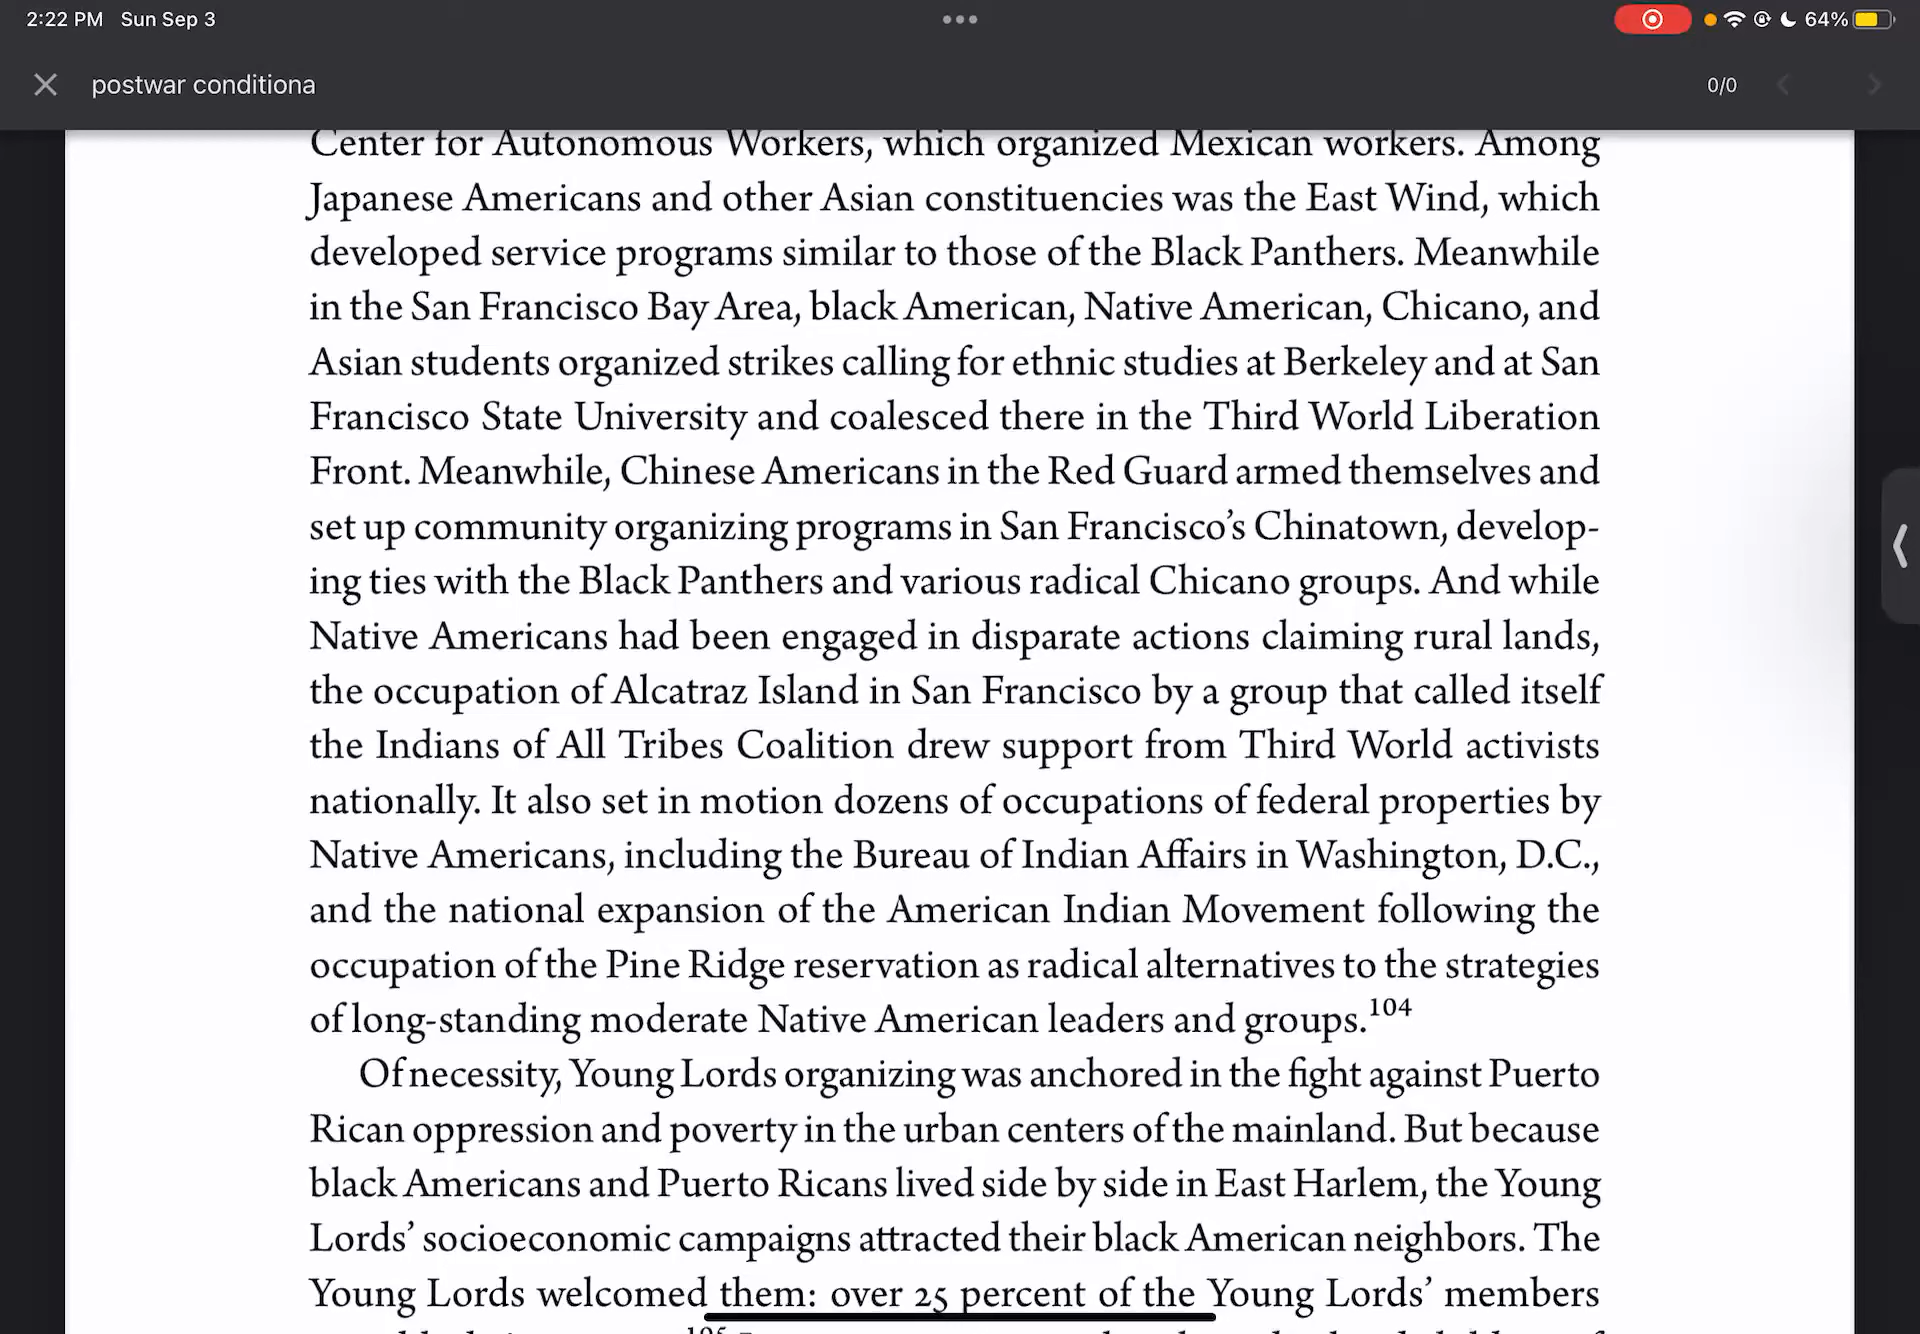 2:22 PM Sun Sep 3
64%
postwar conditiona
0/0
Center for Autonomous Workers, which organized Mexican workers. Among
Japanese Americans and other Asian constituencies was the East Wind, which
developed service programs similar to those of the Black Panthers. Meanwhile
in the San Francisco Bay Area, black American, Native American, Chicano, and
Asian students organized strikes calling for ethnic studies at Berkeley and at San
Francisco State University and coalesced there in the Third World Liberation
Front. Meanwhile, Chinese Americans in the Red Guard armed themselves and
set up community organizing programs in San Francisco’s Chinatown, develop-
ing ties with the Black Panthers and various radical Chicano groups. And while
Native Americans had been engaged in disparate actions claiming rural lands,
the occupation of Alcatraz Island in San Francisco by a group that called itself
the Indians of All Tribes Coalition drew support from Third World activists
nationally. It also set in motion dozens of occupations of federal properties by
Native Americans, including the Bureau of Indian Affairs in Washington, D.C.,
and the national expansion of the American Indian Movement following the
occupation of the Pine Ridge reservation as radical alternatives to the strategies
of long-standing moderate Native American leaders and groups.104
Of necessity, Young Lords organizing was anchored in the fight against Puerto
Rican oppression and poverty in the urban centers of the mainland. But because
black Americans and Puerto Ricans lived side by side in East Harlem, the Young
Lords’ socioeconomic campaigns attracted their black American neighbors. The
Young Lords welcomed them: over 25 percent of the Young Lords’ members